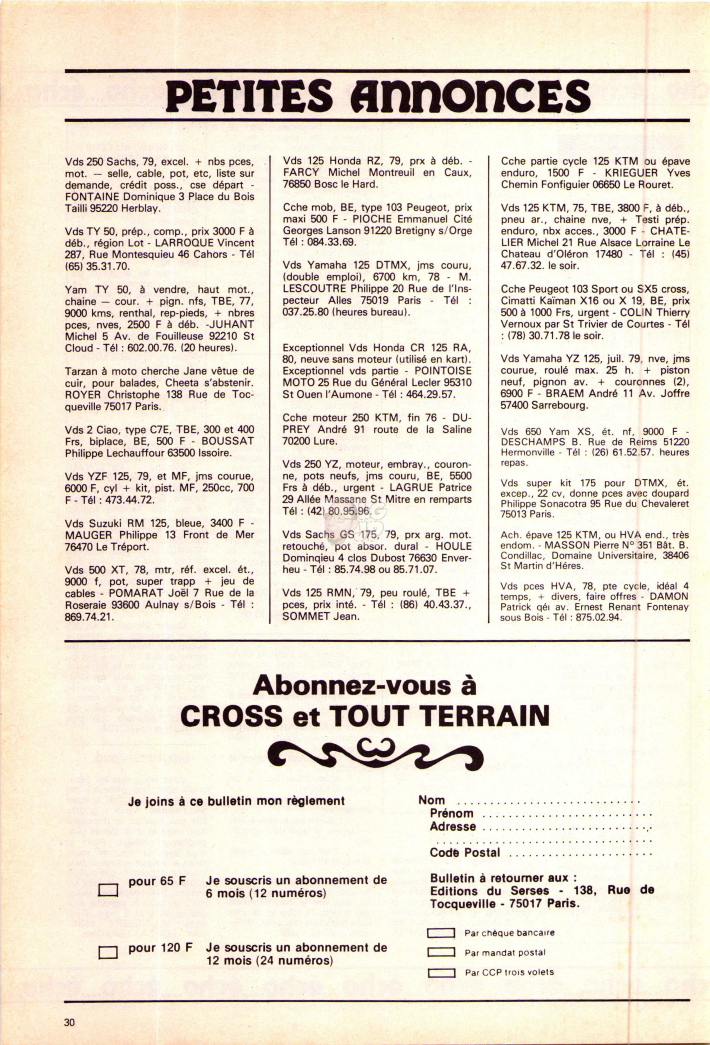 PETITES ANNONCES
Vds 250 Sachs, 79, excel. + nbs pces,
mot. — selle, cable, pot, etc, liste sur
demande, crédit poss., cse départ -
FONTAINE Dominique 3 Place du Bois
Tailli 95220 Herblay.
Vds TY 50, prép., comp., prix 3000 F à
déb., région Lot - LARROQUE Vincent
287, Rue Montesquieu 46 Cahors - Tél
(65) 35.31.70.
Yam TY 50, à vendre, haut mot.,
chaine — cour. + pign. nfs, TBE, 77,
9000 kms, renthal, rep-pieds, + nbres
pces, nves, 2500 F à déb. -JUHANT
Michel 5 Av. de Fouilleuse 92210 St
Cloud - Tél : 602.00.76. (20 heures).
Tarzan à moto cherche Jane vêtue de
cuir, pour balades, Cheeta s'abstenir.
ROYER Christophe 138 Rue de Toc-
queville 75017 Paris.
Vds 2 Ciao, type C7E, TBE, 300 et 400
Frs, biplace, BE, 500 F - BOUSSAT
Philippe Lechauffour 63500 Issoire.
Vds YZF 125, 79, et MF, jms courue,
6000 F, cyl + kit, pist. MF, 250cc, 700
F - Tél : 473.44.72.
Vds Suzuki RM 125, bleue, 3400 F -
MAUGER Philippe 13 Front de Mer
76470 Le Tréport.
Vds 500 XT, 78, mtr, réf. excel. ét.,
9000 f, pot, super trapp + jeu de
cables - POMARAT Joël 7 Rue de la
Roseraie 93600 Aulnay s/Bois - Tél :
869.74.21.
Vds 125 Honda RZ, 79, prx à déb. -
FARCY Michel Montreuil en Caux,
76850 Bosc le Hard.
Cche mob, BE, type 103 Peugeot, prix
maxi 500 F - PIOCHE Emmanuel Cité
Georges Lanson 91220 Bretigny s/Orge
Tél : 084.33.69.
Vds Yamaha 125 DTMX, jms couru,
(double emploi), 6700 km, 78 - M.
LESCOUTRE Philippe 20 Rue de l'Ins-
pecteur Alles 75019 Paris - Tél :
037.25.80 (heures bureau).
Exceptionnel Vds Honda CR 125 RA,
80, neuve sans moteur (utilisé en kart).
Exceptionnel vds partie - POINTOISE
MOTO 25 Rue du Général Lecler 95310
St Ouen l'Aumone - Tél : 464.29.57.
Cche moteur 250 KTM, fin 76 - DU-
PREY André 91 route de la Saline
70200 Lure.
Vds 250 YZ, moteur, embray., couron-
ne, pots neufs, jms couru, BE, 5500
Frs à déb., urgent - LAGRUE Patrice
29 Allée Massane St Mitre en remparts
Tél : (42) 80.95.96.
Vds Sachs GS 175, 79, prx arg. mot.
retouché, pot absor. dural - HOULE
Dominqieu 4 clos Dubost 76630 Enver-
heu - Tél : 85.74.98 ou 85.71.07.
Vds 125 RMN, 79, peu roulé, TBE +
pces, prix inté. - Tél : (86) 40.43.37.,
SOMMET Jean.
Cche partie cycle 125 KTM ou épave
enduro, 1500 F - KRIEGUER Yves
Chemin Fonfiguier 06650 Le Rouret.
Vds 125 KTM, 75, TBE, 3800 F, à déb.,
pneu ar., chaine nve, + Testi prép.
enduro, nbx acces., 3000 F - CHATE-
LIER Michel 21 Rue Alsace Lorraine Le
Chateau d'Oléron 17480 - Tél : (45)
47.67.32. le soir.
Cche Peugeot 103 Sport ou SX5 cross,
Cimatti Kaïman X16 ou X 19, BE, prix
500 à 1000 Frs, urgent - COLIN Thierry
Vernoux par St Trivier de Courtes - Tél
: (78) 30.71.78 le soir.
Vds Yamaha YZ 125, juil. 79, nve, jms
courue, roulé max. 25 h. + piston
neuf, pignon av. + couronnes (2),
6900 F - BRAEM André 11 Av. Joffre
57400 Sarrebourg.
Vds 650 Yam XS, ét. nf, 9000 F -
DESCHAMPS B. Rue de Reims 51220
Hermonville - Tél : (26) 61.52.57. heures
repas.
Vds super kit 175 pour DTMX, ét.
excep., 22 cv, donne pces avec doupard
Philippe Sonacotra 95 Rue du Chevaleret
75013 Paris.
Ach. épave 125 KTM, ou HVA end., très
endom. - MASSON Pierre N° 351 Bât. B.
Condillac, Domaine Universitaire, 38406
St Martin d'Héres.
Vds pces HVA, 78, pte cycle, idéal 4
temps, + divers, faire offres - DAMON
Patrick qéi av. Ernest Renant Fontenay
sous Bois - Tél : 875.02.94.
Abonnez-vous à
CROSS et TOUT TERRAIN
Je joins à ce bulletin mon règlement
pour 65 F Je souscris un abonnement de
6 mois (12 numéros)
pour 120 F Je souscris un abonnement de
12 mois (24 numéros)
Nom
Prénom
Adresse
Code Postal
Bulletin à retourner aux :
Editions du Serses - 138, Rue de
Tocqueville - 75017 Paris.
Par chèque bancaire
Par mandat postal
Par CCP trois volets
30